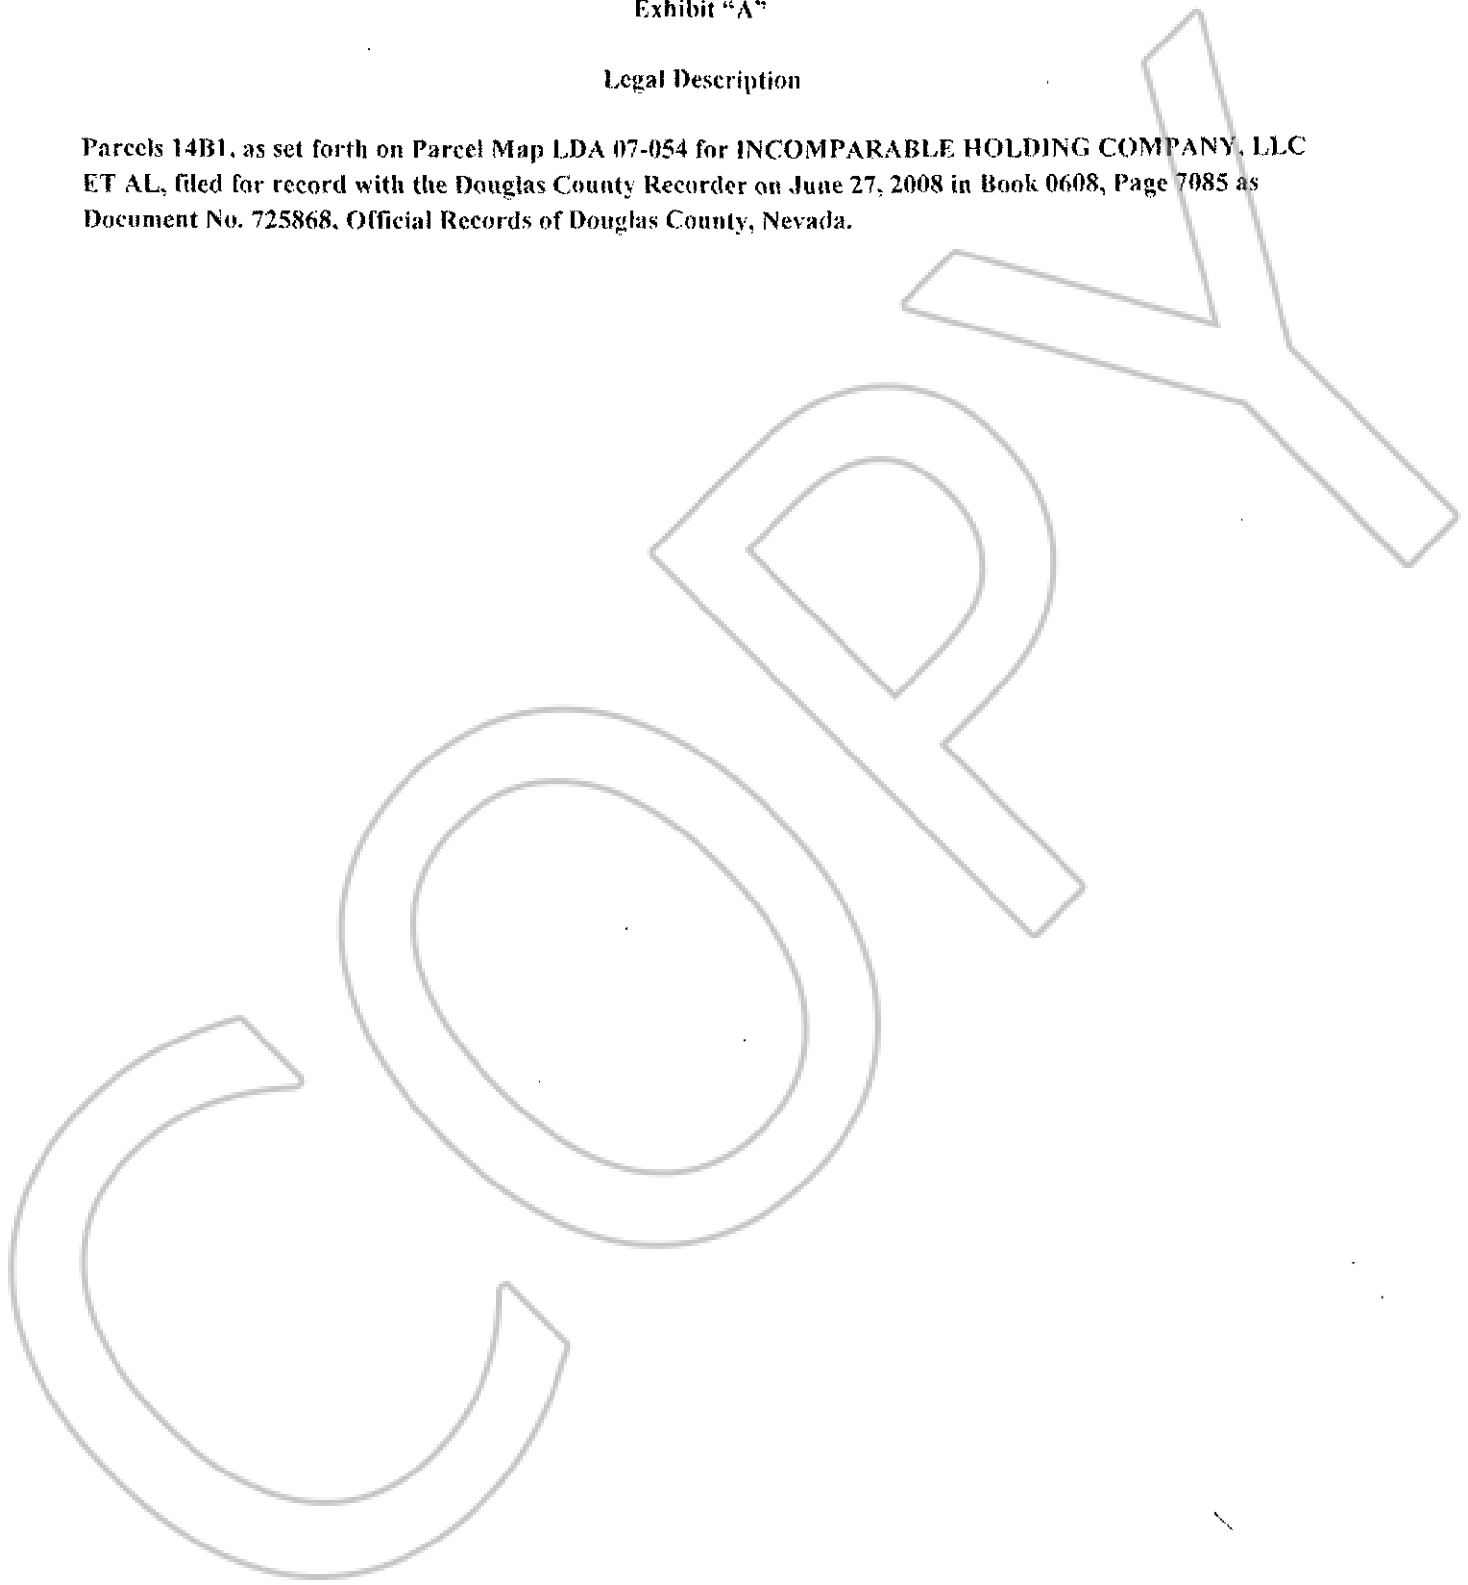 Exhibit “A”
Legal Description
Parcels 14B1, as set forth on Parcel Map LDA 07-054 for INCOMPARABLE HOLDING COMPANY, LLC
ET AL, filed for record with the Douglas County Recorder on June 27, 2008 in Book 0608, Page 7085 as
Document No. 725868, Official Records of Douglas County, Nevada.
COPY